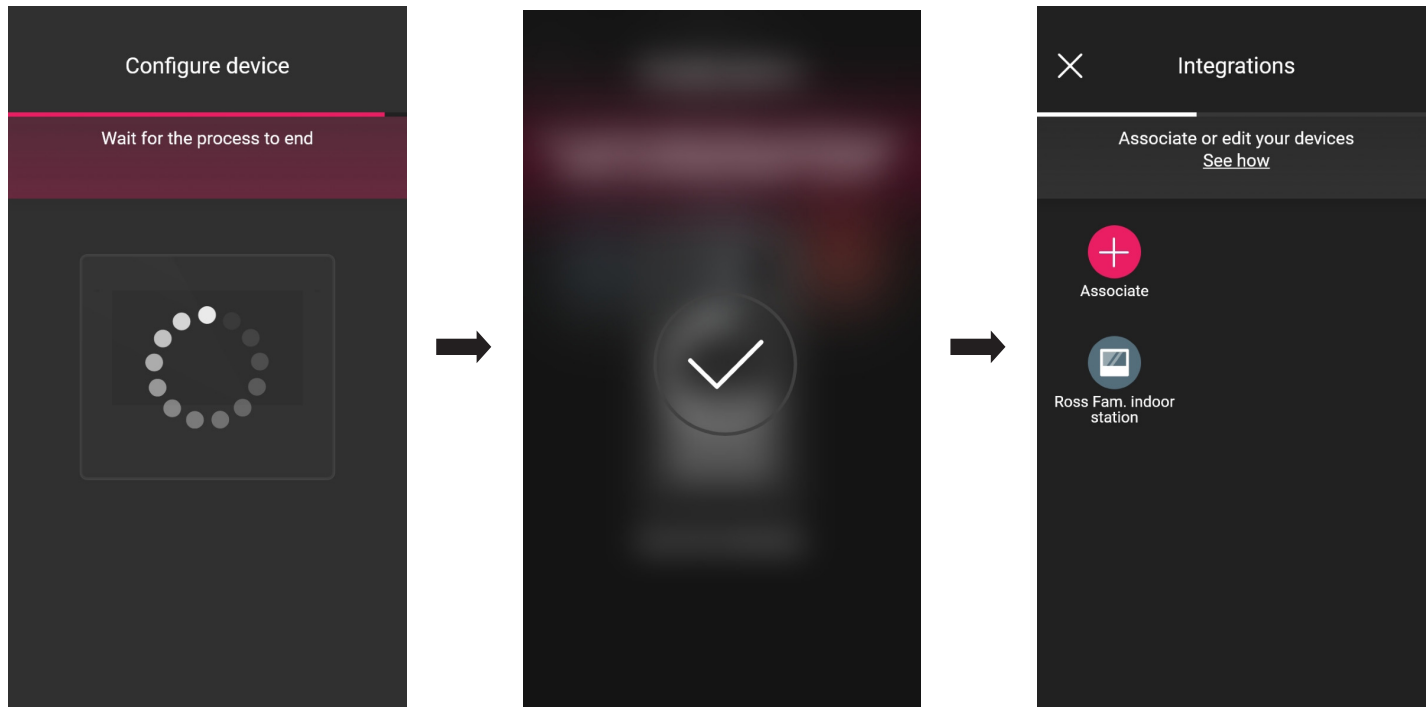 Configure device
Wait for the process to end
Integrations
Associate or edit your devices
See how
Associate
Ross Fam. indoor
station